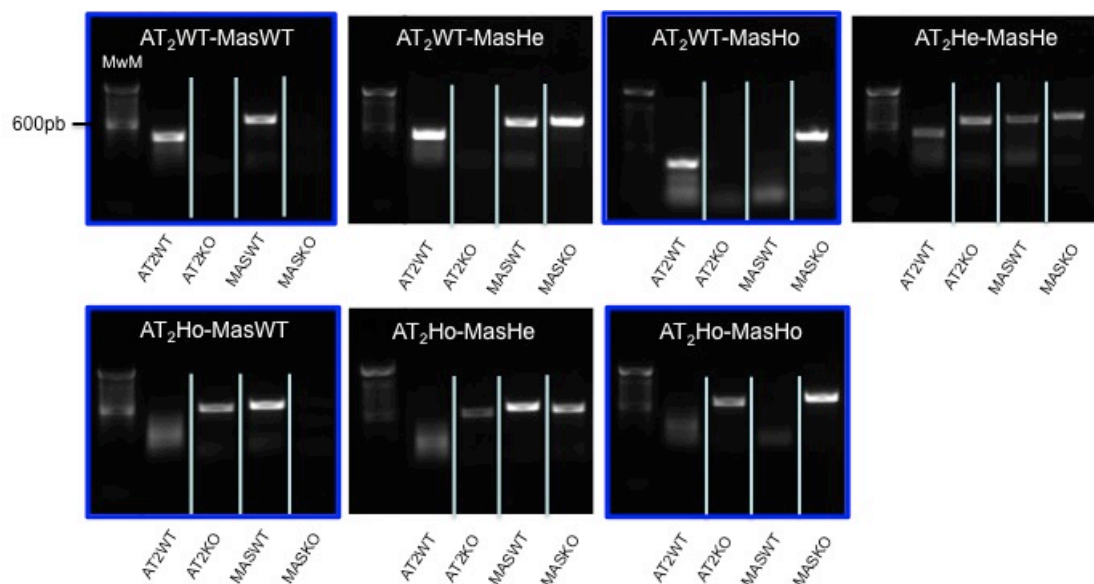 AT₂WT-MasWT
AT₂WT-MasHe
AT₂WT-MasHo
AT₂He-MasHe
MwM
600pb
AT2WT
AT2KO
MASWT
MASKO
AT2WT
AT2KO
MASWT
MASKO
AT2WT
AT2KO
MASWT
MASKO
AT2WT
AT2KO
MASWT
MASKO
AT₂Ho-MasWT
AT₂Ho-MasHe
AT₂Ho-MasHo
AT2WT
AT2KO
MASWT
MASKO
AT2WT
AT2KO
MASWT
MASKO
AT2WT
AT2KO
MASWT
MASKO